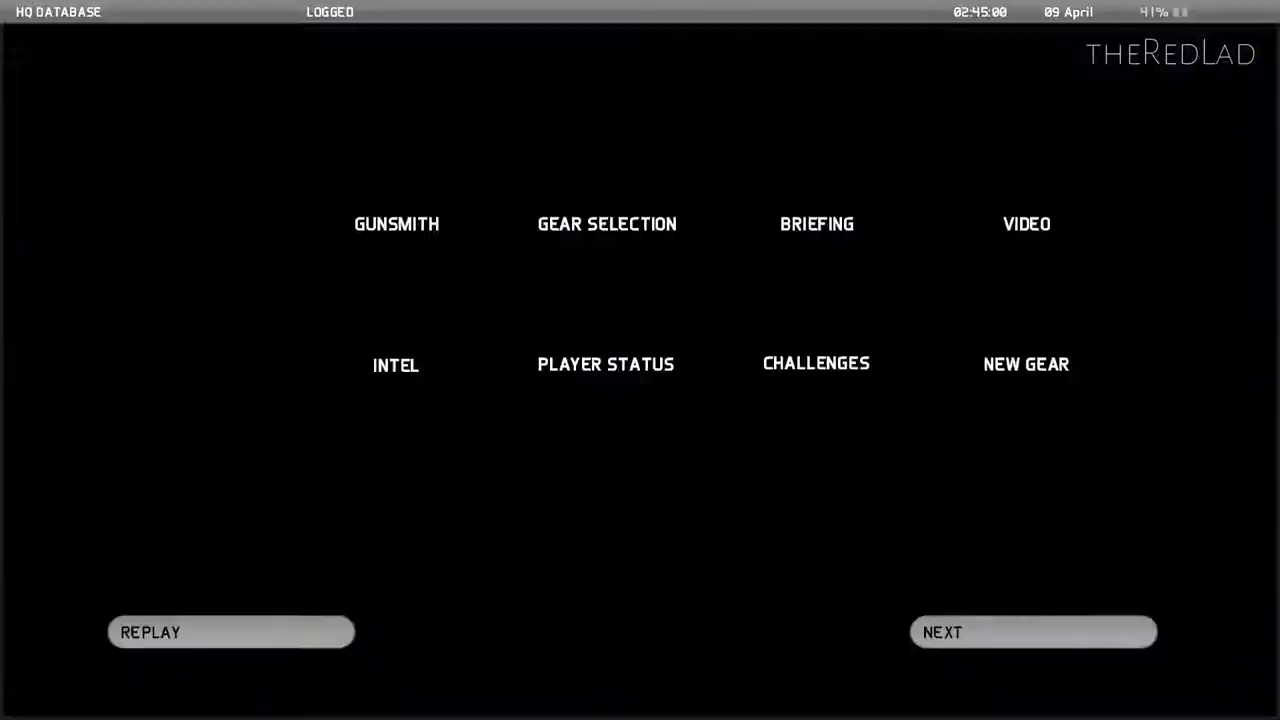 HQ DATABASE LOGGED 02:45:00 09 April 41%
THEREDLAD
GUNSMITH GEAR SELECTION BRIEFING VIDEO
INTEL PLAYER STATUS CHALLENGES NEW GEAR
REPLAY NEXT